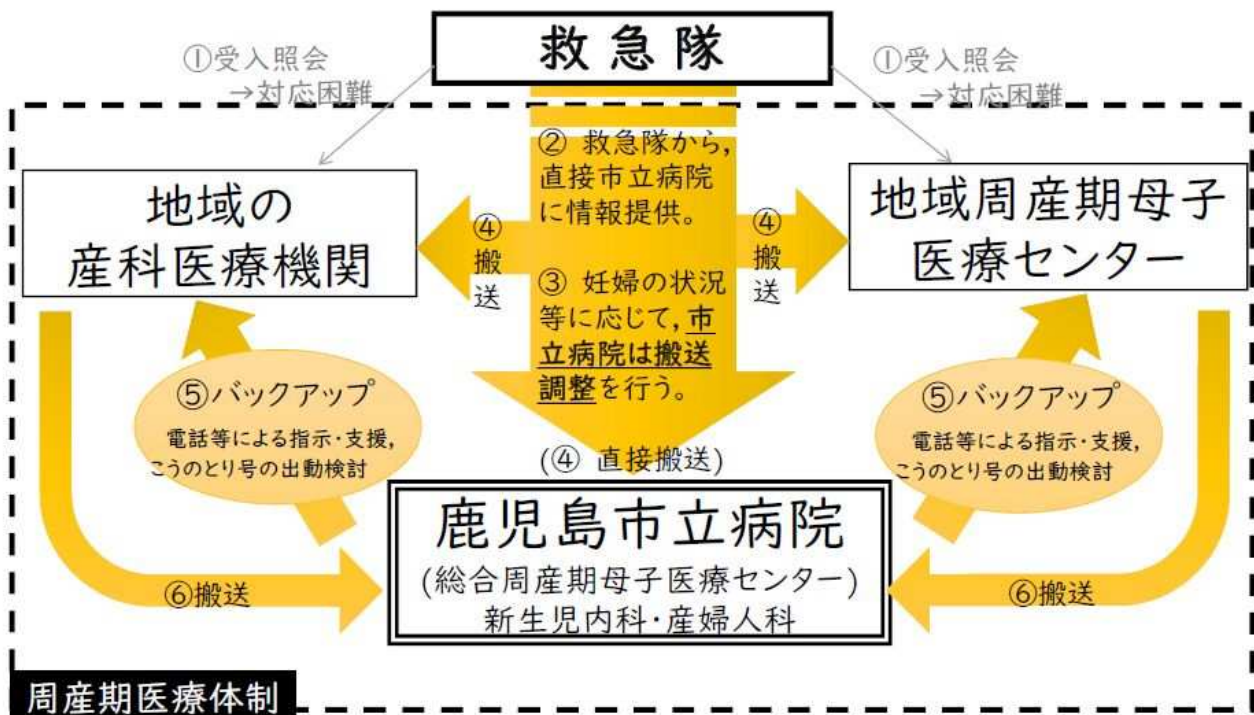 救急隊
①受入照会
→対応困難
①受入照会
→対応困難
② 救急隊から,
直接市立病院
に情報提供。
地域の
産科医療機関
地域周産期母子
医療センター
④
搬
送
④
搬
送
③ 妊婦の状況
等に応じて,市
立病院は搬送
調整を行う。
⑤バックアップ
電話等による指示・支援,
こうのとり号の出動検討
⑤バックアップ
電話等による指示・支援,
こうのとり号の出動検討
(④ 直接搬送)
鹿児島市立病院
(総合周産期母子医療センター)
新生児内科・産婦人科
⑥搬送
⑥搬送
周産期医療体制